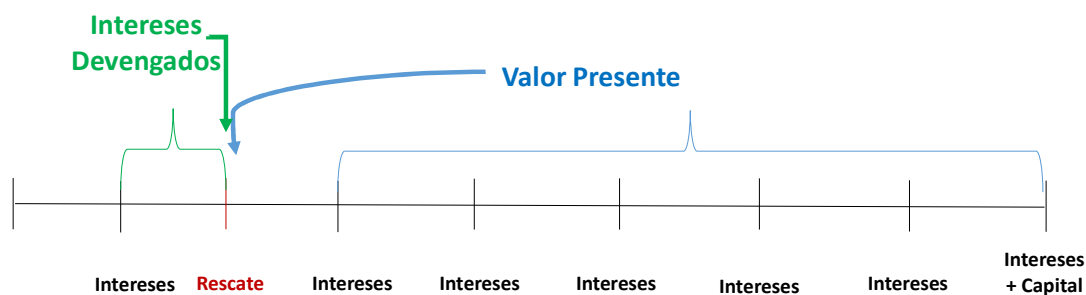 Intereses
Devengados
Valor Presente
Intereses
Rescate
Intereses
Intereses
Intereses
Intereses
Intereses
Intereses
+ Capital